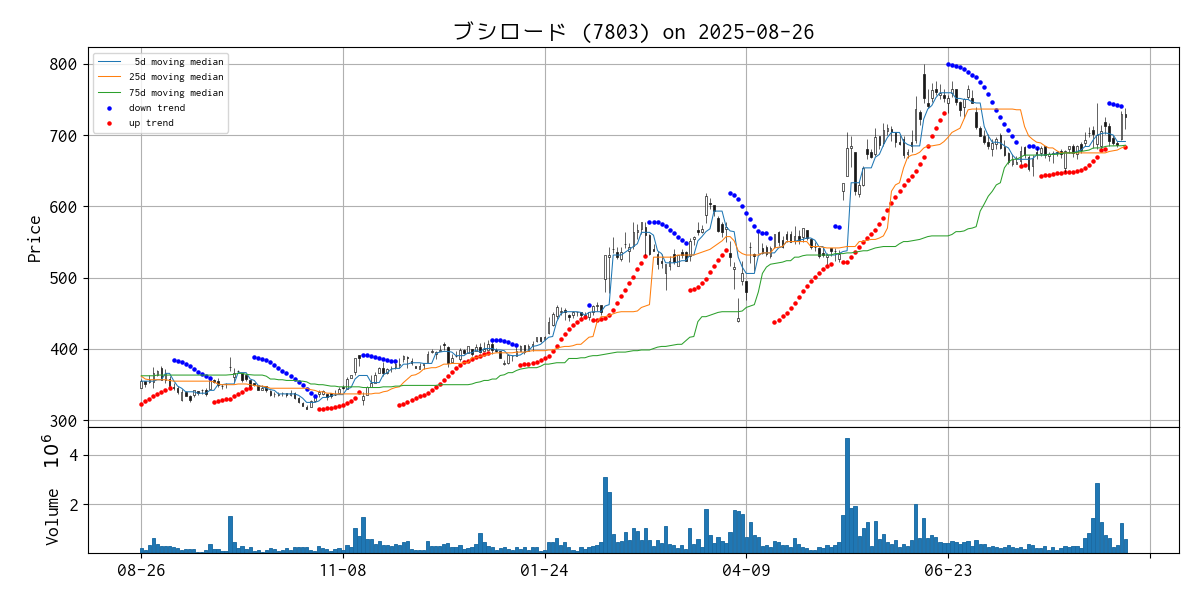 ブシロード (7803) on 2025-08-26
800
700
600
500
400
300
Price
5d moving median
25d moving median
75d moving median
down trend
up trend
4
2
Volume 10^6
08-26
11-08
01-24
04-09
06-23